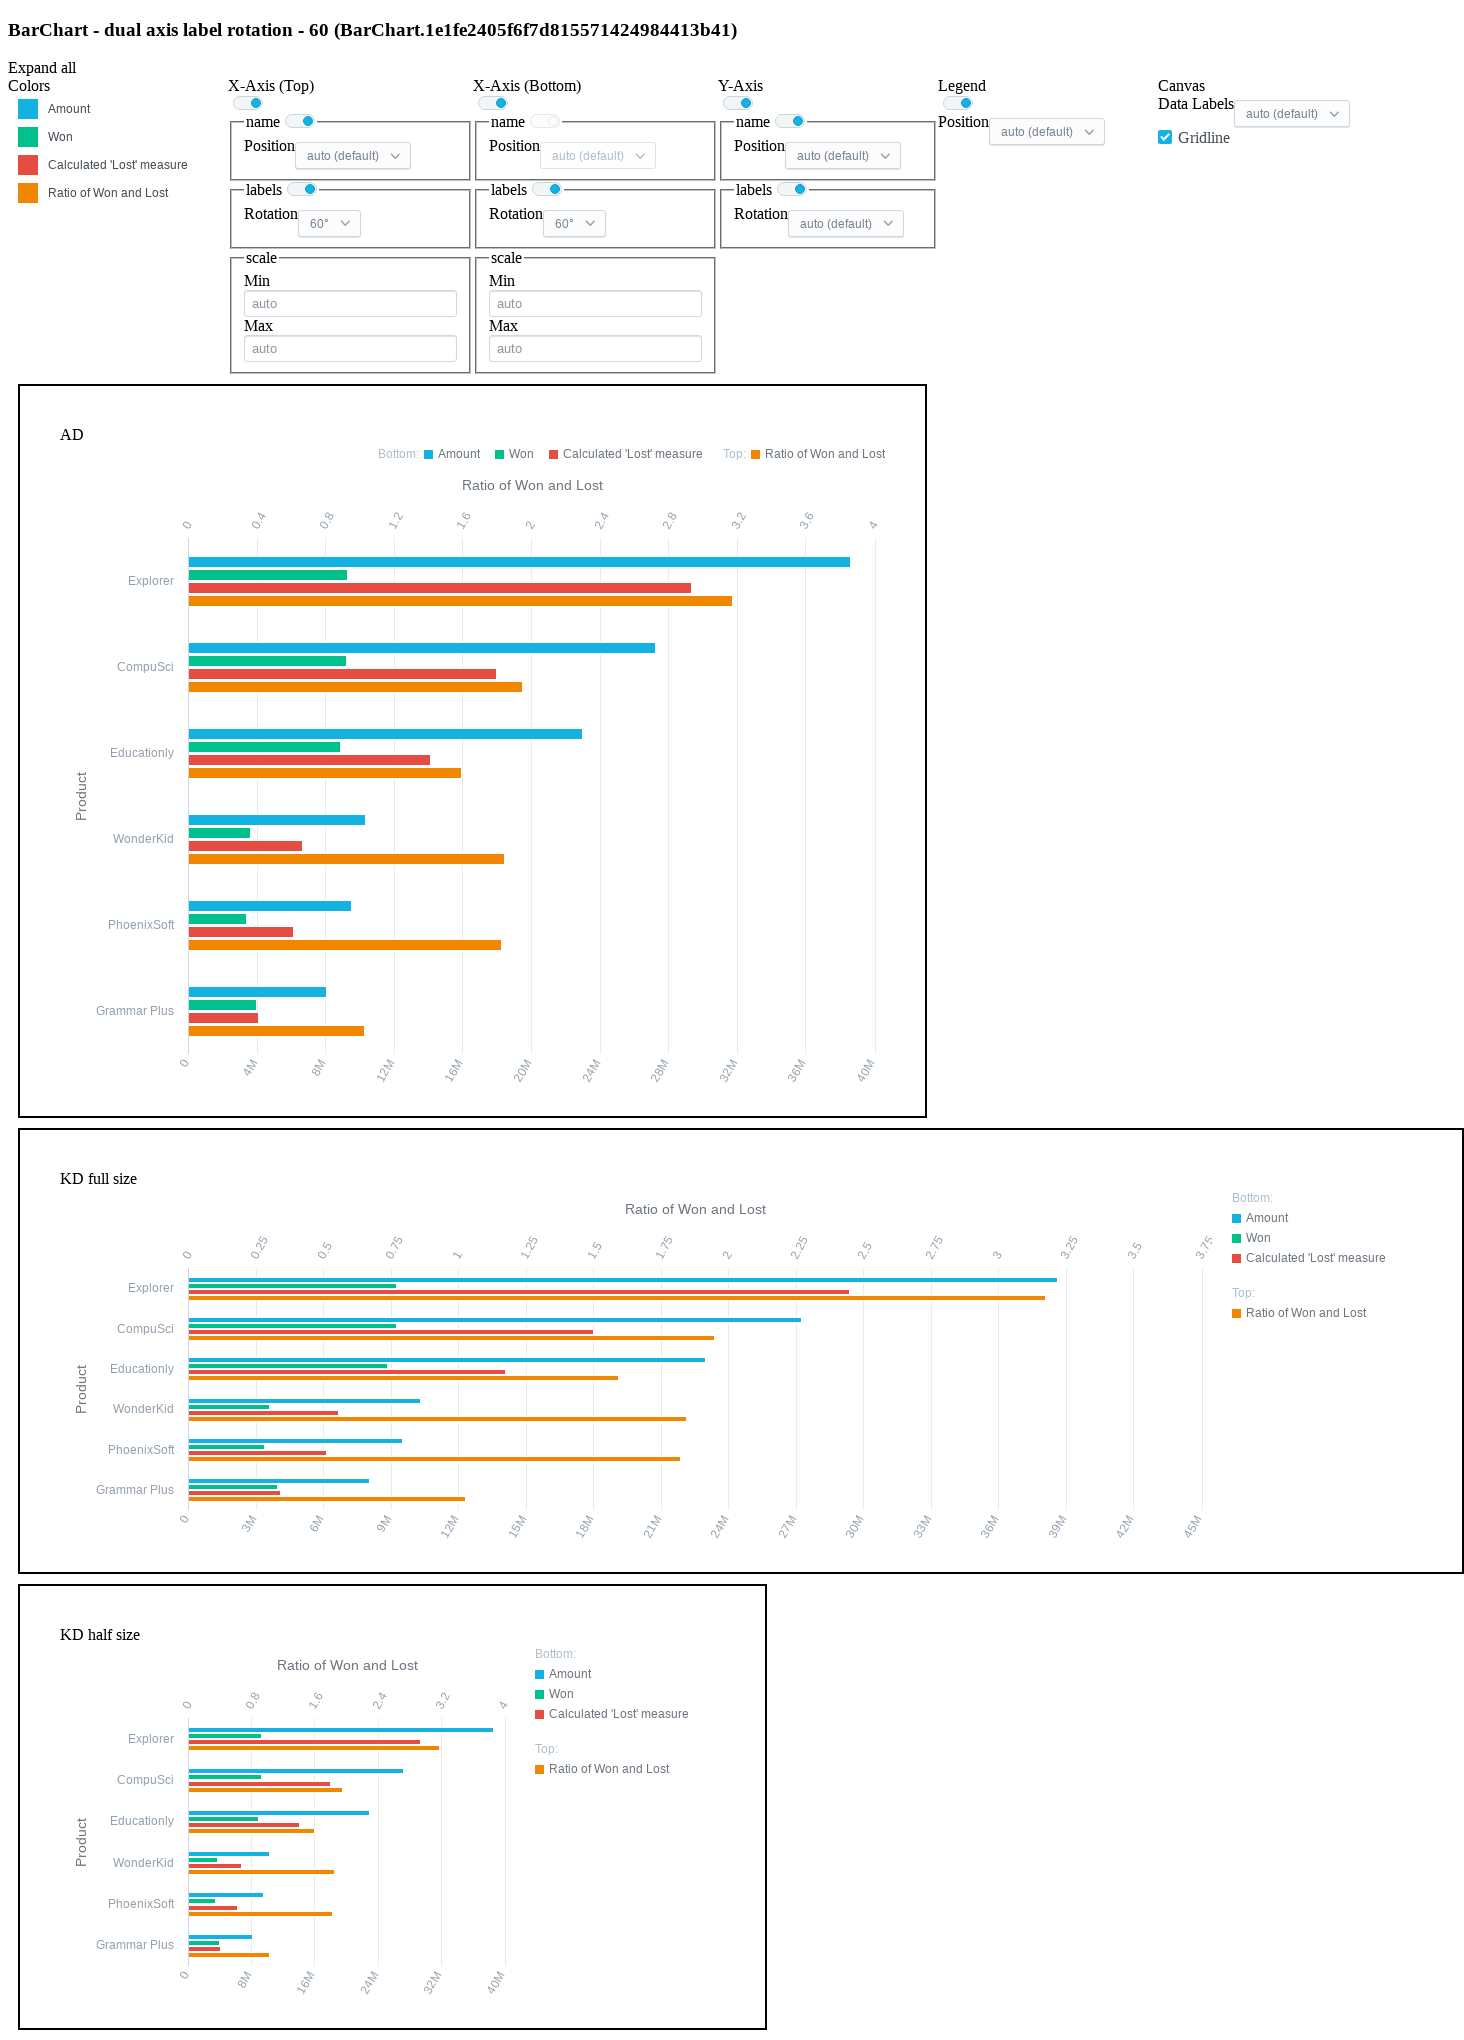 BarChart - dual axis label rotation - 60 (BarChart.1e1fe2405f6f7d815571424984413b41)
Expand all
Colors
Amount
Won
Calculated 'Lost' measure
Ratio of Won and Lost
X-Axis (Top)
name
Position auto (default)
labels
Rotation 60°
scale
Min
auto
Max
auto
X-Axis (Bottom)
name
Position auto (default)
labels
Rotation 60°
scale
Min
auto
Max
auto
Y-Axis
name
Position auto (default)
labels
Rotation auto (default)
Legend
Position auto (default)
Canvas
Data Labels auto (default)
Gridline
AD
Bottom: Amount Won Calculated 'Lost' measure Top: Ratio of Won and Lost
Ratio of Won and Lost
0 0.4 0.8 1.2 1.6 2 2.4 2.8 3.2 3.6 4
Explorer
CompuSci
Educationly
Product
WonderKid
PhoenixSoft
Grammar Plus
0 4M 8M 12M 16M 20M 24M 28M 32M 36M 40M
KD full size
Ratio of Won and Lost
0 0.25 0.5 0.75 1 1.25 1.5 1.75 2 2.25 2.5 2.75 3 3.25 3.5 3.75
Explorer
CompuSci
Educationly
Product
WonderKid
PhoenixSoft
Grammar Plus
0 3M 6M 9M 12M 15M 18M 21M 24M 27M 30M 33M 36M 39M 42M 45M
Bottom:
Amount
Won
Calculated 'Lost' measure
Top:
Ratio of Won and Lost
KD half size
Ratio of Won and Lost
0 0.8 1.6 2.4 3.2 4
Explorer
CompuSci
Educationly
Product
WonderKid
PhoenixSoft
Grammar Plus
0 8M 16M 24M 32M 40M
Bottom:
Amount
Won
Calculated 'Lost' measure
Top:
Ratio of Won and Lost